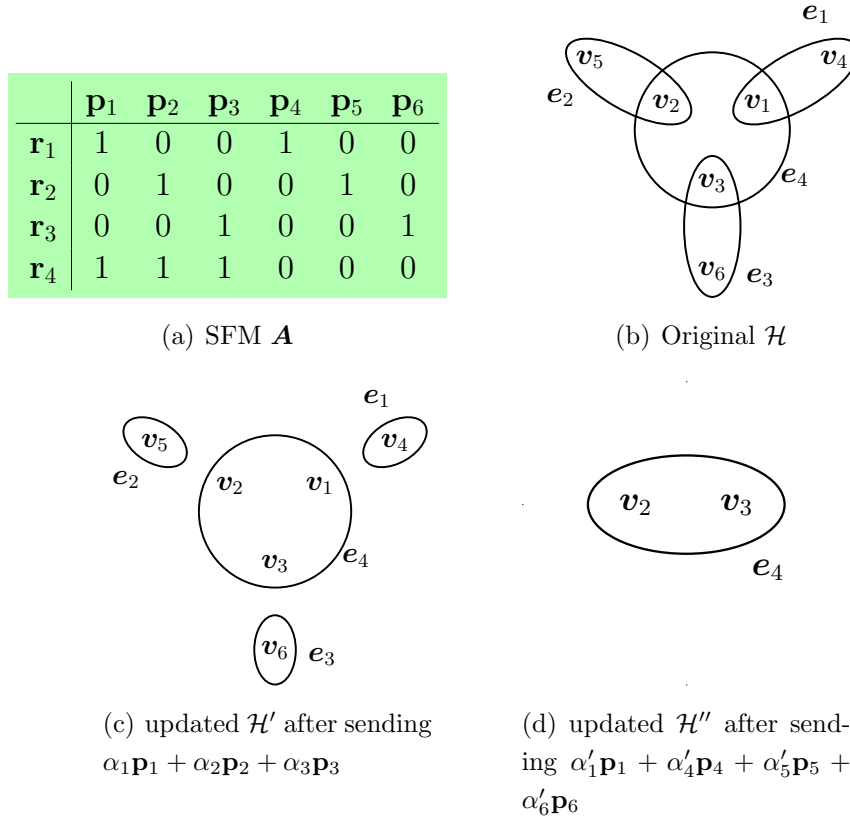 p₁ p₂ p₃ p₄ p₅ p₆
r₁ 1 0 0 1 0 0
r₂ 0 1 0 0 1 0
r₃ 0 0 1 0 0 1
r₄ 1 1 1 0 0 0
(a) SFM A
e₁
v₅ v₄
e₂ v₂ v₁
v₃ e₄
v₆ e₃
(b) Original ℋ
e₁
v₅ v₄
e₂ v₂ v₁
v₃ e₄
v₆ e₃
(c) updated ℋ′ after sending
α₁p₁ + α₂p₂ + α₃p₃
v₂ v₃
e₄
(d) updated ℋ′′ after send-
ing α′₁p₁ + α′₄p₄ + α′₅p₅ +
α′₆p₆